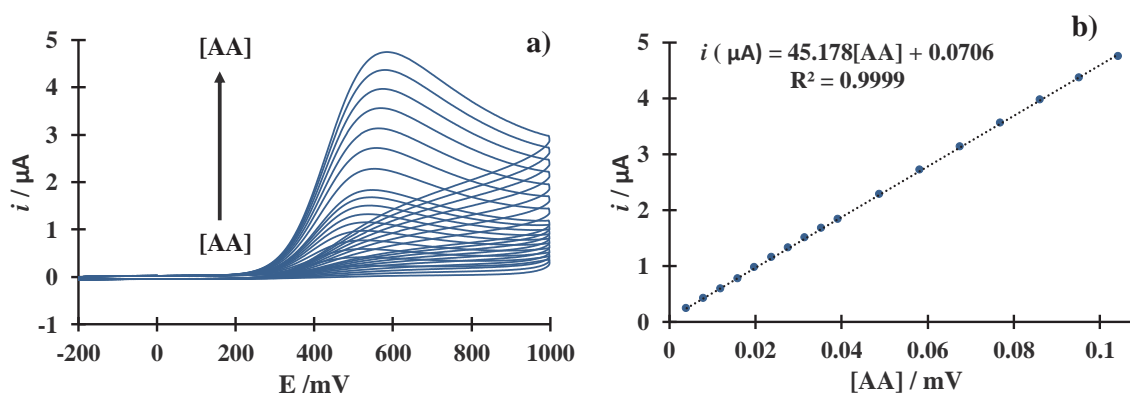 a)
[AA]
[AA]
i / µA
5
4
3
2
1
0
-1
-200 0 200 400 600 800 1000
E /mV
b)
i ( µA) = 45.178[AA] + 0.0706
R² = 0.9999
i / µA
5
4
3
2
1
0
0 0.02 0.04 0.06 0.08 0.1
[AA] / mV